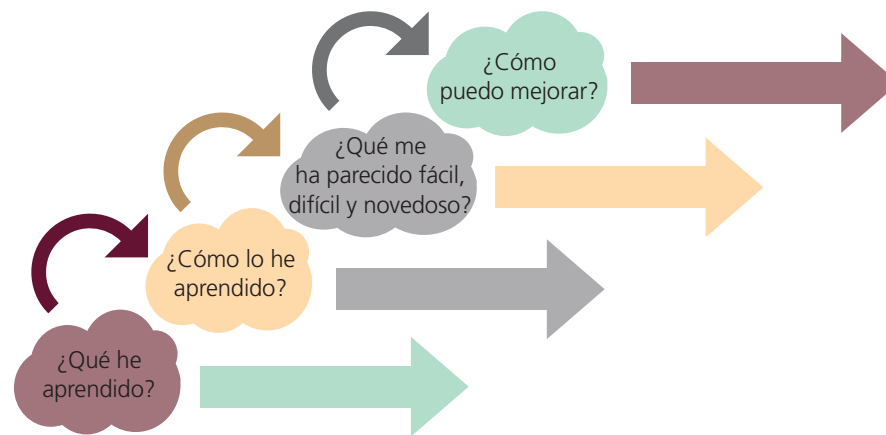 ¿Cómo
puedo mejorar?
¿Qué me
ha parecido fácil,
difícil y novedoso?
¿Cómo lo he
aprendido?
¿Qué he
aprendido?